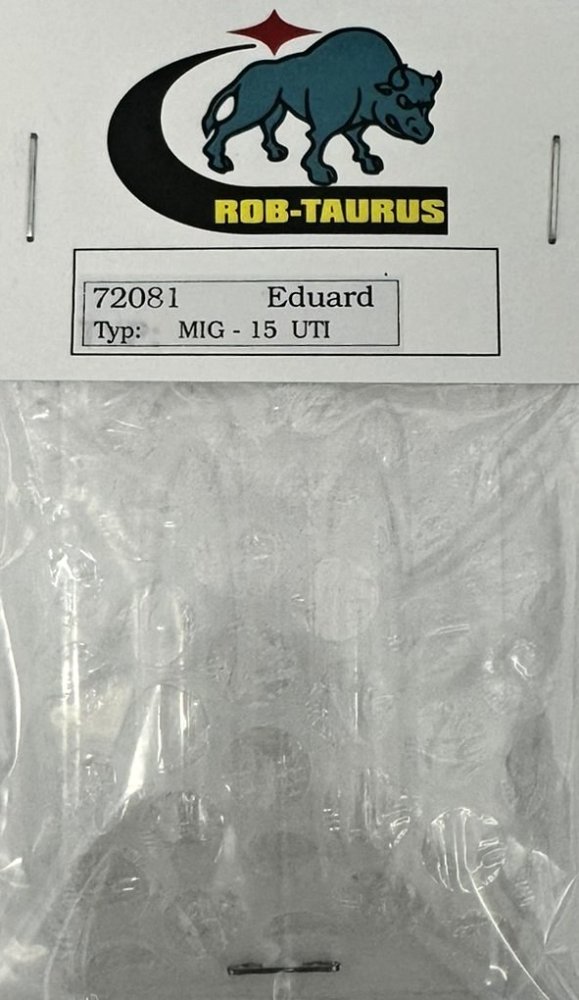 ROB-TAURUS
72081 Eduard
Typ: MIG - 15 UTI